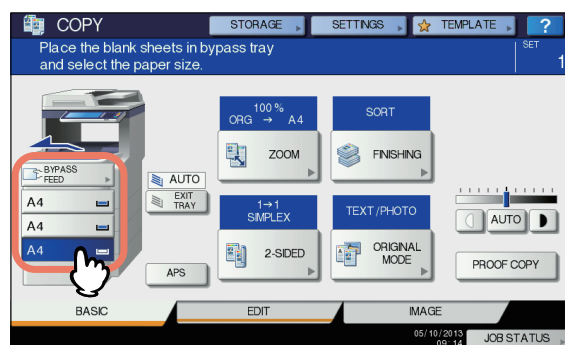 COPY
STORAGE
SETTINGS
TEMPLATE
?
Place the blank sheets in bypass tray
and select the paper size.
SET
1
100 %
ORG → A4
ZOOM
SORT
FINISHING
BYPASS
FEED
A4
A4
A4
AUTO
EXIT
TRAY
APS
1→1
SIMPLEX
2-SIDED
TEXT/PHOTO
ORIGINAL
MODE
AUTO
PROOF COPY
BASIC
EDIT
IMAGE
05/10/2013
09:14
JOB STATUS